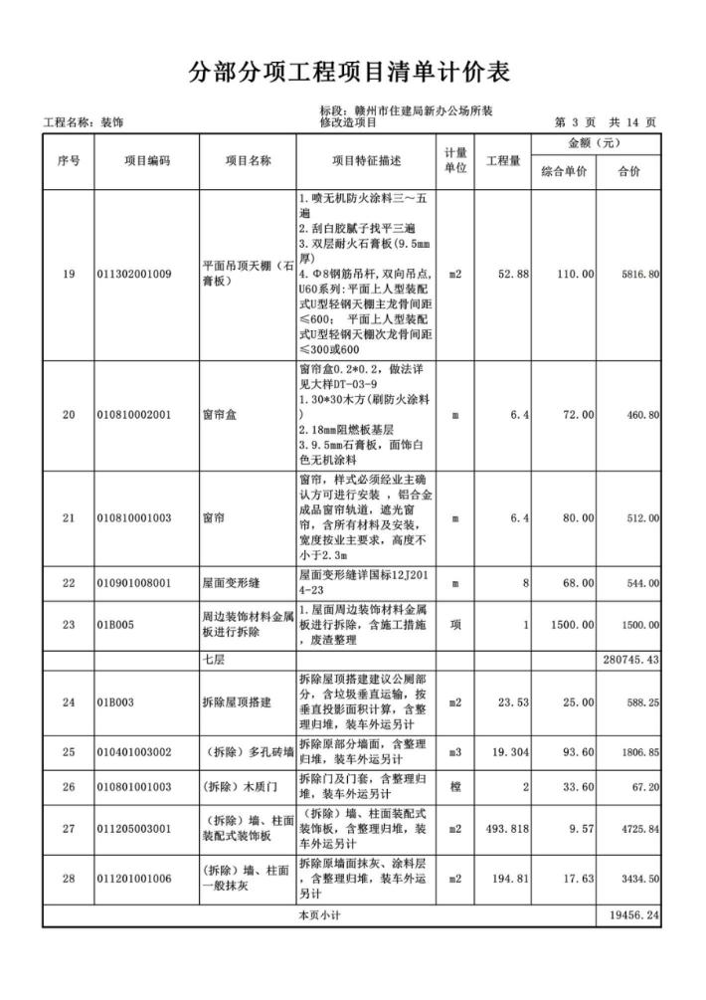 分部分项工程项目清单计价表
工程名称：装饰
标段：赣州市住建局新办公场所装
修改造项目
第 3 页 共 14 页
序号
项目编码
项目名称
项目特征描述
计量
单位
工程量
金额（元）
综合单价
合价
19
011302001009
平面吊顶天棚（石
膏板）
1.喷无机防火涂料三～五
遍
2.刮白胶腻子找平三遍
3.双层耐火石膏板(9.5mm
厚)
4.Φ8钢筋吊杆,双向吊点,
U60系列:平面上人型装配
式U型轻钢天棚主龙骨间距
≤600； 平面上人型装配
式U型轻钢天棚次龙骨间距
≤300或600
m2
52.88
110.00
5816.80
20
010810002001
窗帘盒
窗帘盒0.2*0.2，做法详
见大样DT-03-9
1.30*30木方(刷防火涂料
)
2.18mm阻燃板基层
3.9.5mm石膏板，面饰白
色无机涂料
m
6.4
72.00
460.80
21
010810001003
窗帘
窗帘，样式必须经业主确
认方可进行安装 ，铝合金
成品窗帘轨道，遮光窗
帘，含所有材料及安装，
宽度按业主要求，高度不
小于2.3m
m
6.4
80.00
512.00
22
010901008001
屋面变形缝
屋面变形缝详国标12J201
4-23
m
8
68.00
544.00
23
01B005
周边装饰材料金属
板进行拆除
1.屋面周边装饰材料金属
板进行拆除，含施工措施
，废渣整理
项
1
1500.00
1500.00
七层
280745.43
24
01B003
拆除屋顶搭建
拆除屋顶搭建建议公厕部
分，含垃圾垂直运输，按
垂直投影面积计算，含整
理归堆，装车外运另计
m2
23.53
25.00
588.25
25
010401003002
（拆除）多孔砖墙
拆除原部分墙面，含整理
归堆，装车外运另计
m3
19.304
93.60
1806.85
26
010801001003
(拆除）木质门
拆除门及门套，含整理归
堆，装车外运另计
樘
2
33.60
67.20
27
011205003001
（拆除）墙、柱面
装配式装饰板
（拆除）墙、柱面装配式
装饰板，含整理归堆，装
车外运另计
m2
493.818
9.57
4725.84
28
011201001006
(拆除）墙、柱面
一般抹灰
拆除原墙面抹灰、涂料层
，含整理归堆，装车外运
另计
m2
194.81
17.63
3434.50
本页小计
19456.24